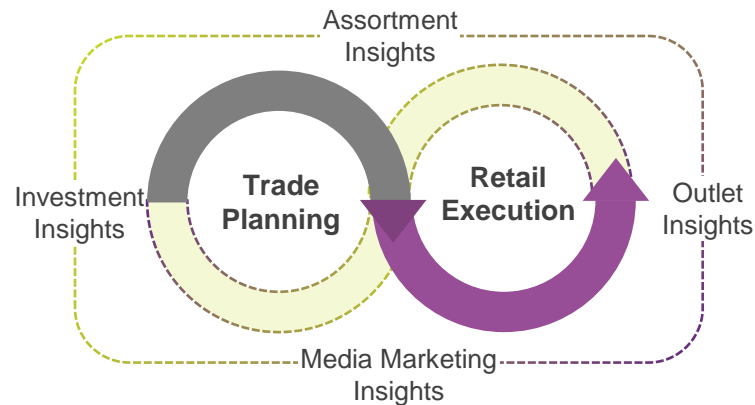 Assortment
Insights
Trade
Planning
Retail
Execution
Investment
Insights
Outlet
Insights
Media Marketing
Insights